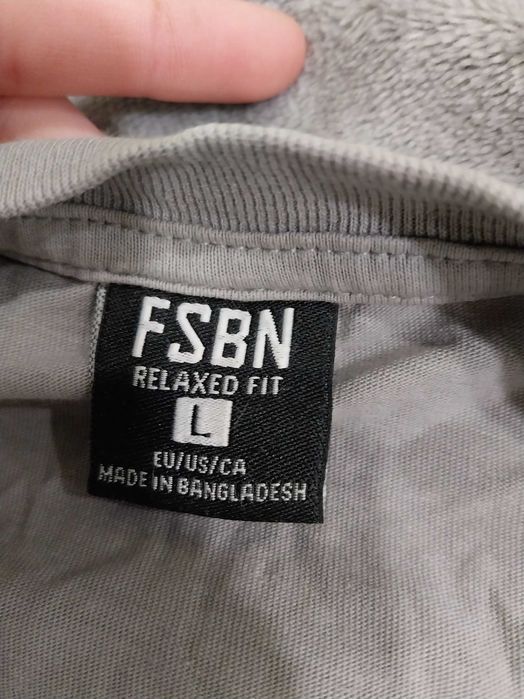 FSBN
RELAXED FIT
L
EU/US/CA
MADE IN BANGLADESH